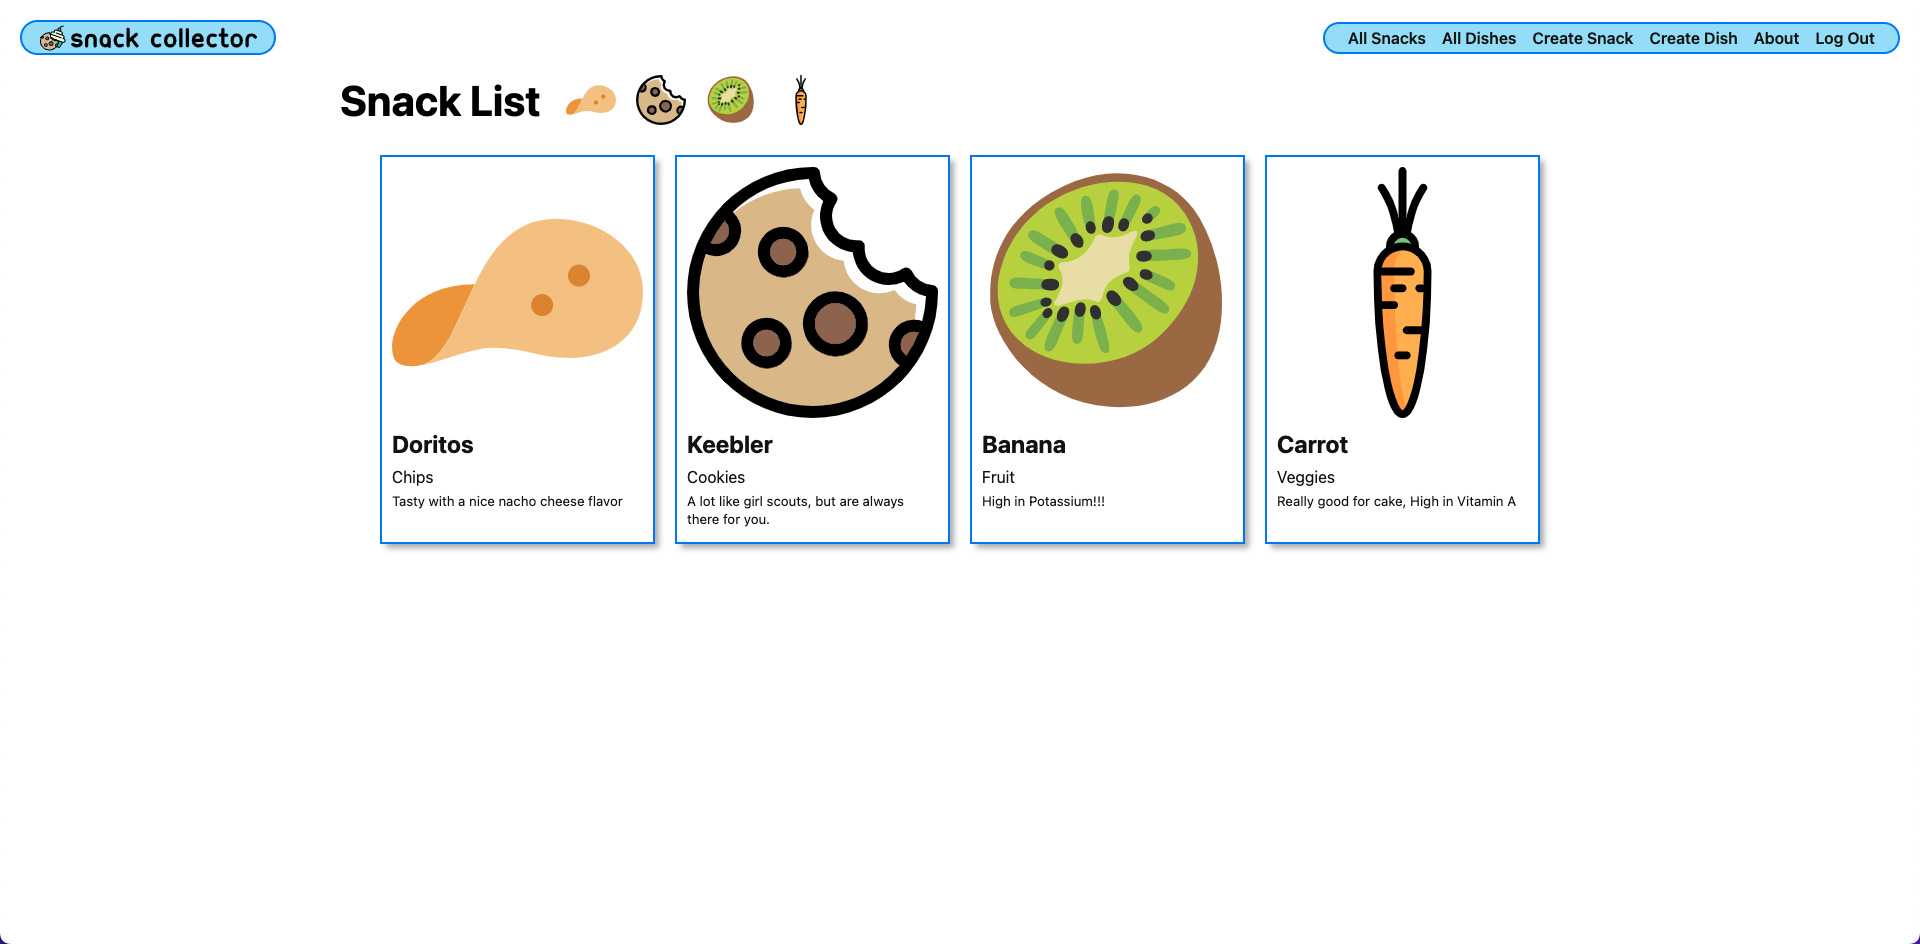 snack collector
All Snacks All Dishes Create Snack Create Dish About Log Out
Snack List
Doritos
Chips
Tasty with a nice nacho cheese flavor
Keebler
Cookies
A lot like girl scouts, but are always
there for you.
Banana
Fruit
High in Potassium!!!
Carrot
Veggies
Really good for cake, High in Vitamin A